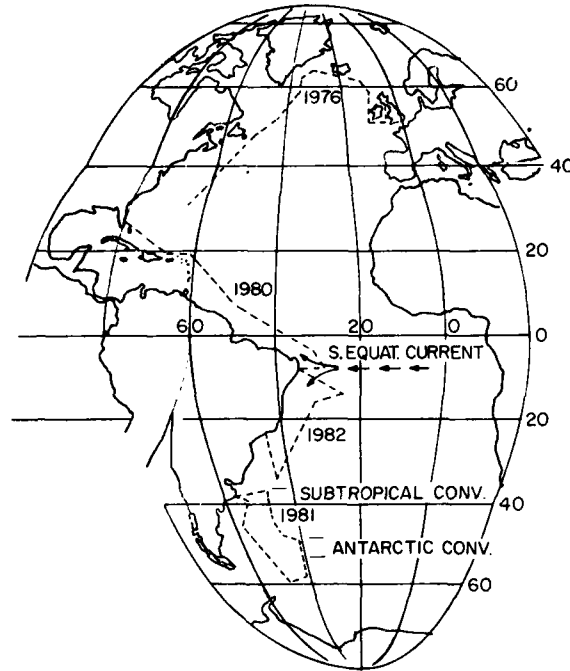 60
1976
40
20
1980
60 20 0 0
S. EQUAT. CURRENT
20
1982
SUBTROPICAL CONV.
40
1981
ANTARCTIC CONV.
60